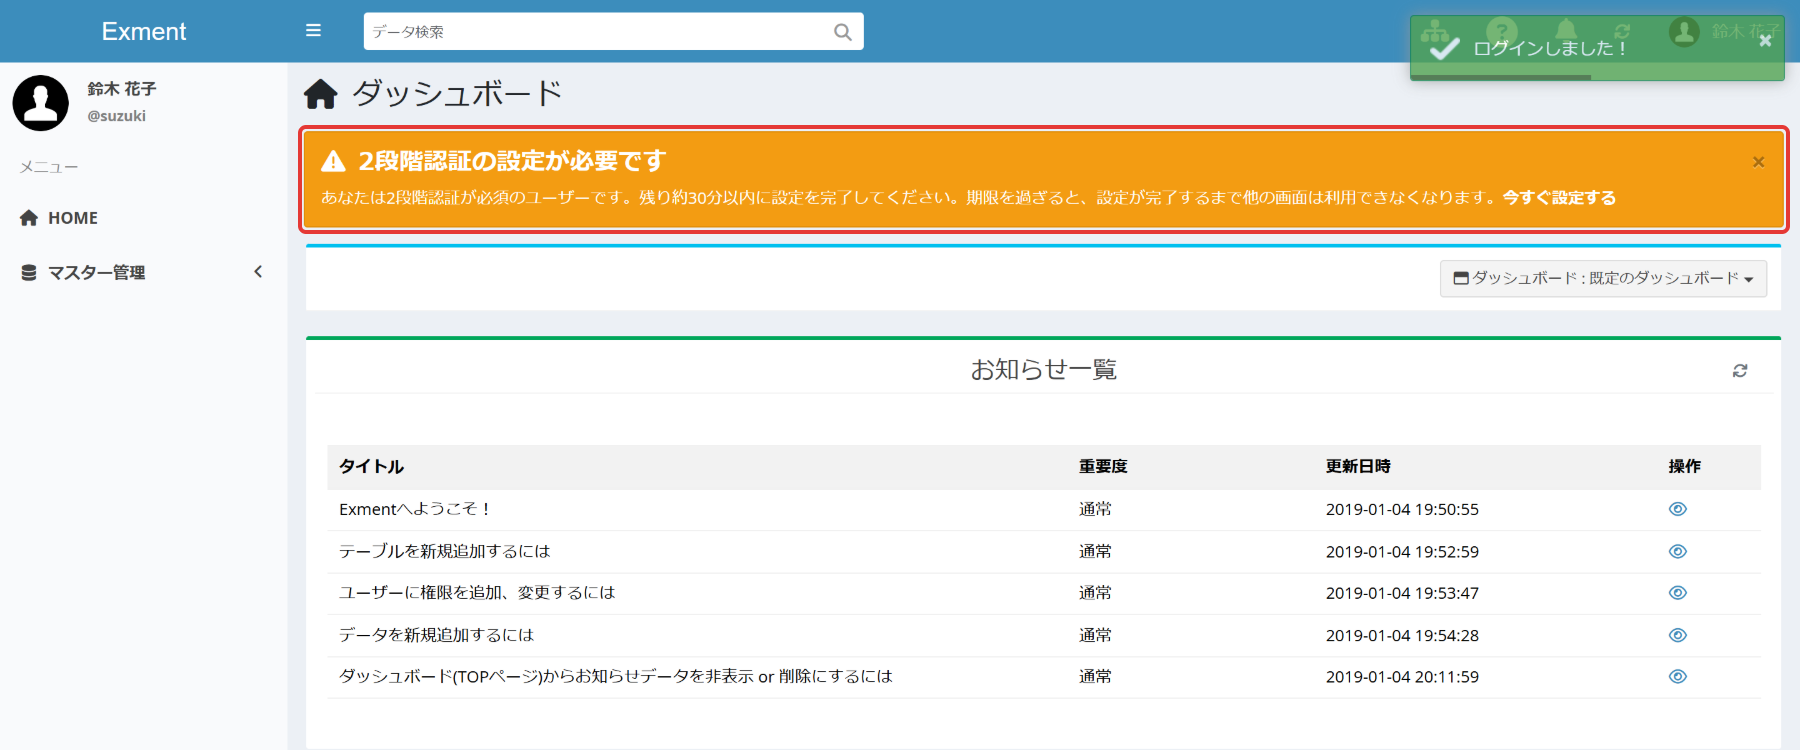 Exment
データ検索
鈴木 花子
ログインしました！
鈴木 花子
@suzuki
メニュー
HOME
マスター管理
ダッシュボード
2段階認証の設定が必要です
あなたは2段階認証が必須のユーザーです。残り約30分以内に設定を完了してください。期限を過ぎると、設定が完了するまで他の画面は利用できなくなります。今すぐ設定する
ダッシュボード : 既定のダッシュボード
お知らせ一覧
タイトル 重要度 更新日時 操作
Exmentへようこそ！ 通常 2019-01-04 19:50:55
テーブルを新規追加するには 通常 2019-01-04 19:52:59
ユーザーに権限を追加、変更するには 通常 2019-01-04 19:53:47
データを新規追加するには 通常 2019-01-04 19:54:28
ダッシュボード(TOPページ)からお知らせデータを非表示 or 削除にするには 通常 2019-01-04 20:11:59